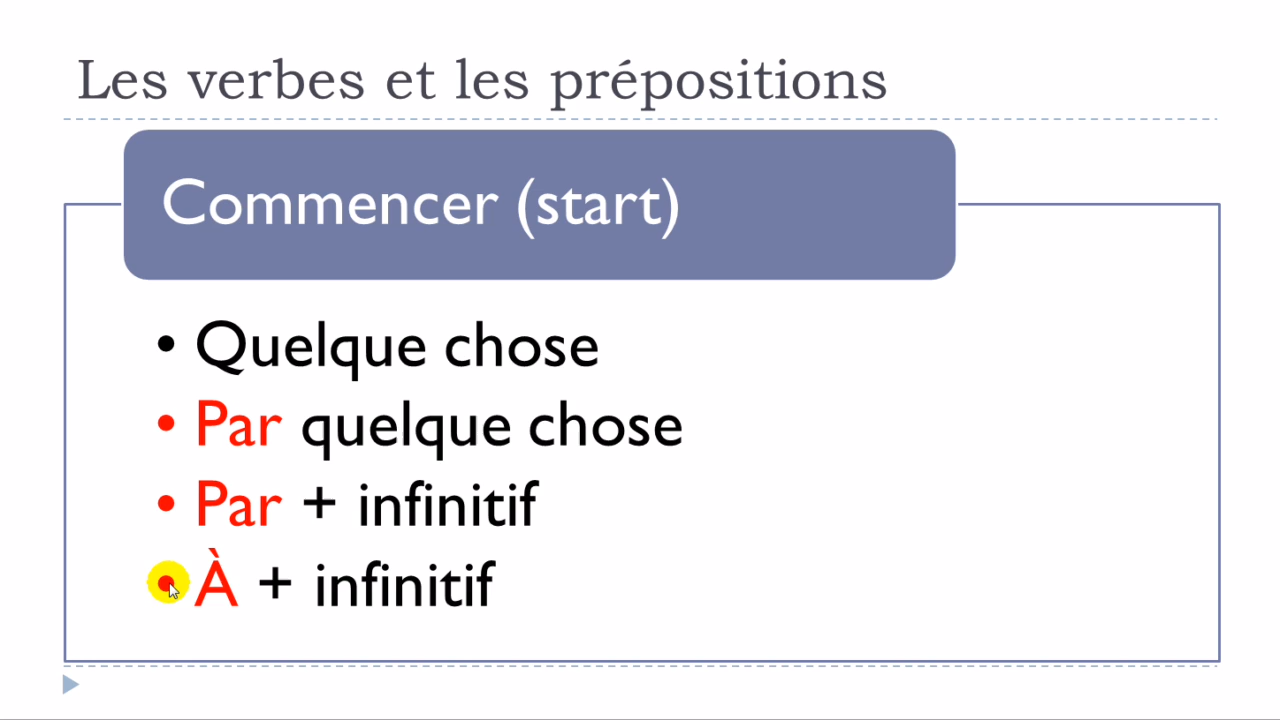 Les verbes et les prépositions
Commencer (start)
• Quelque chose
• Par quelque chose
• Par + infinitif
• À + infinitif